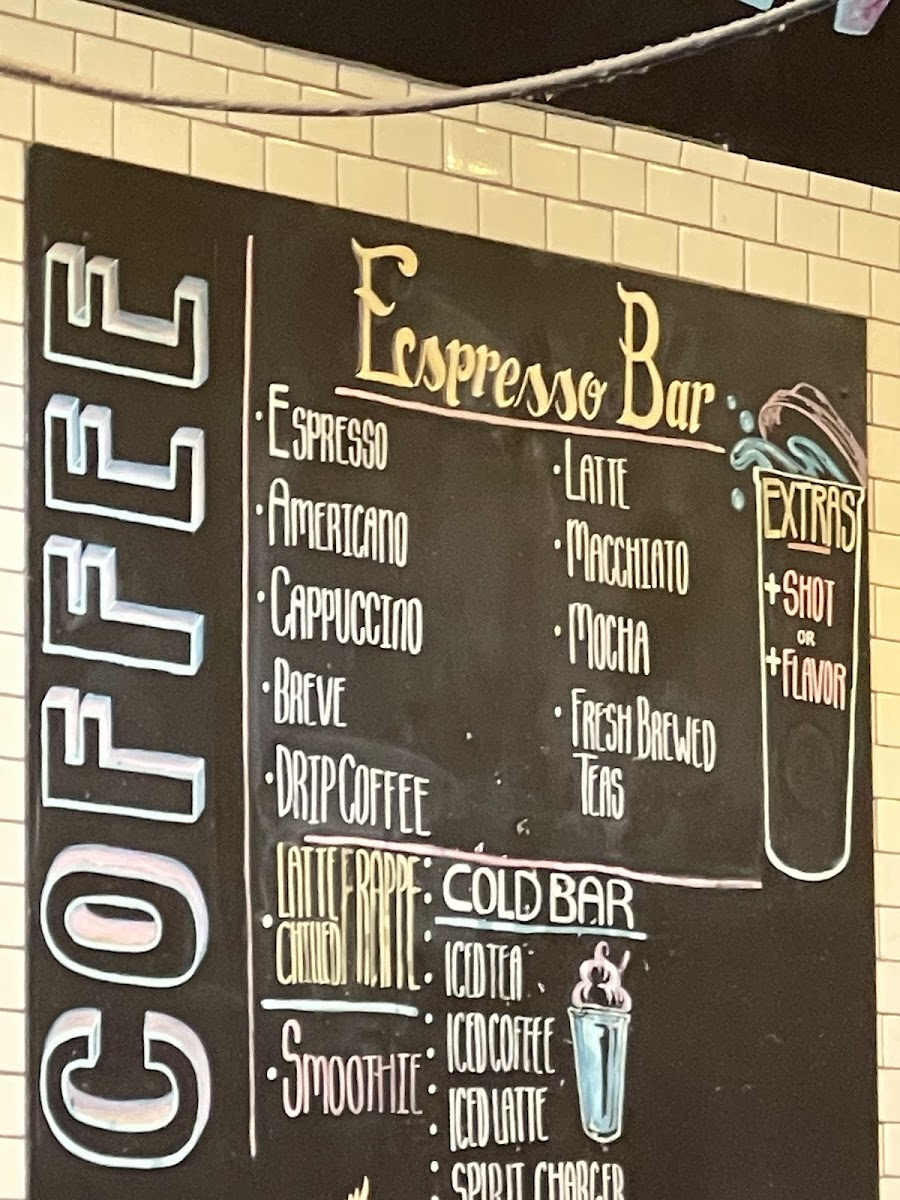 COFFEE
Espresso Bar
· Espresso
· Americano
· Cappuccino
· Breve
· Drip Coffee
· Latte
· Macchiato
· Mocha
· Fresh Brewed
Teas
EXTRAS
+ SHOT
OR
+ FLAVOR
· LATTE
CHILLED
FRAPPE
· SMOOTHIE
COLD BAR
ICED TEA
ICED COFFEE
ICED LATTE
SPIRIT CHARGER